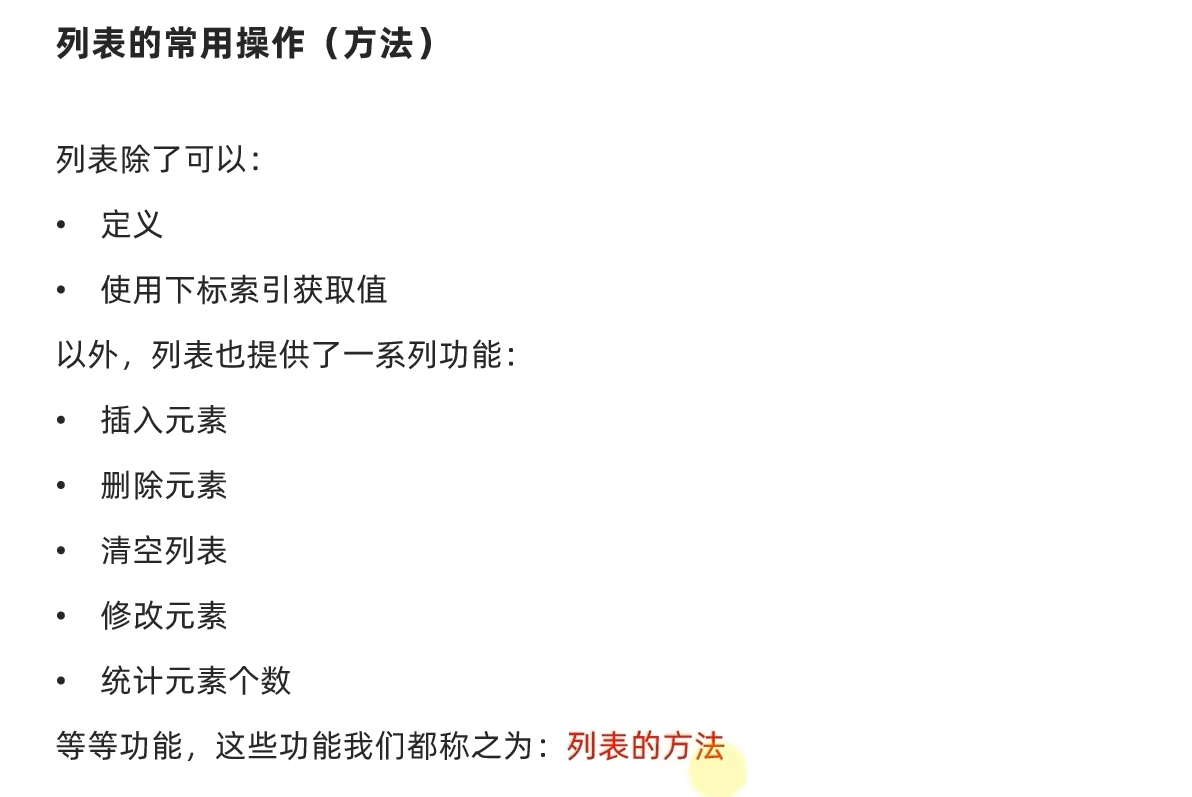 列表的常用操作（方法）
列表除了可以：
• 定义
• 使用下标索引获取值
以外，列表也提供了一系列功能：
• 插入元素
• 删除元素
• 清空列表
• 修改元素
• 统计元素个数
等等功能，这些功能我们都称之为：列表的方法